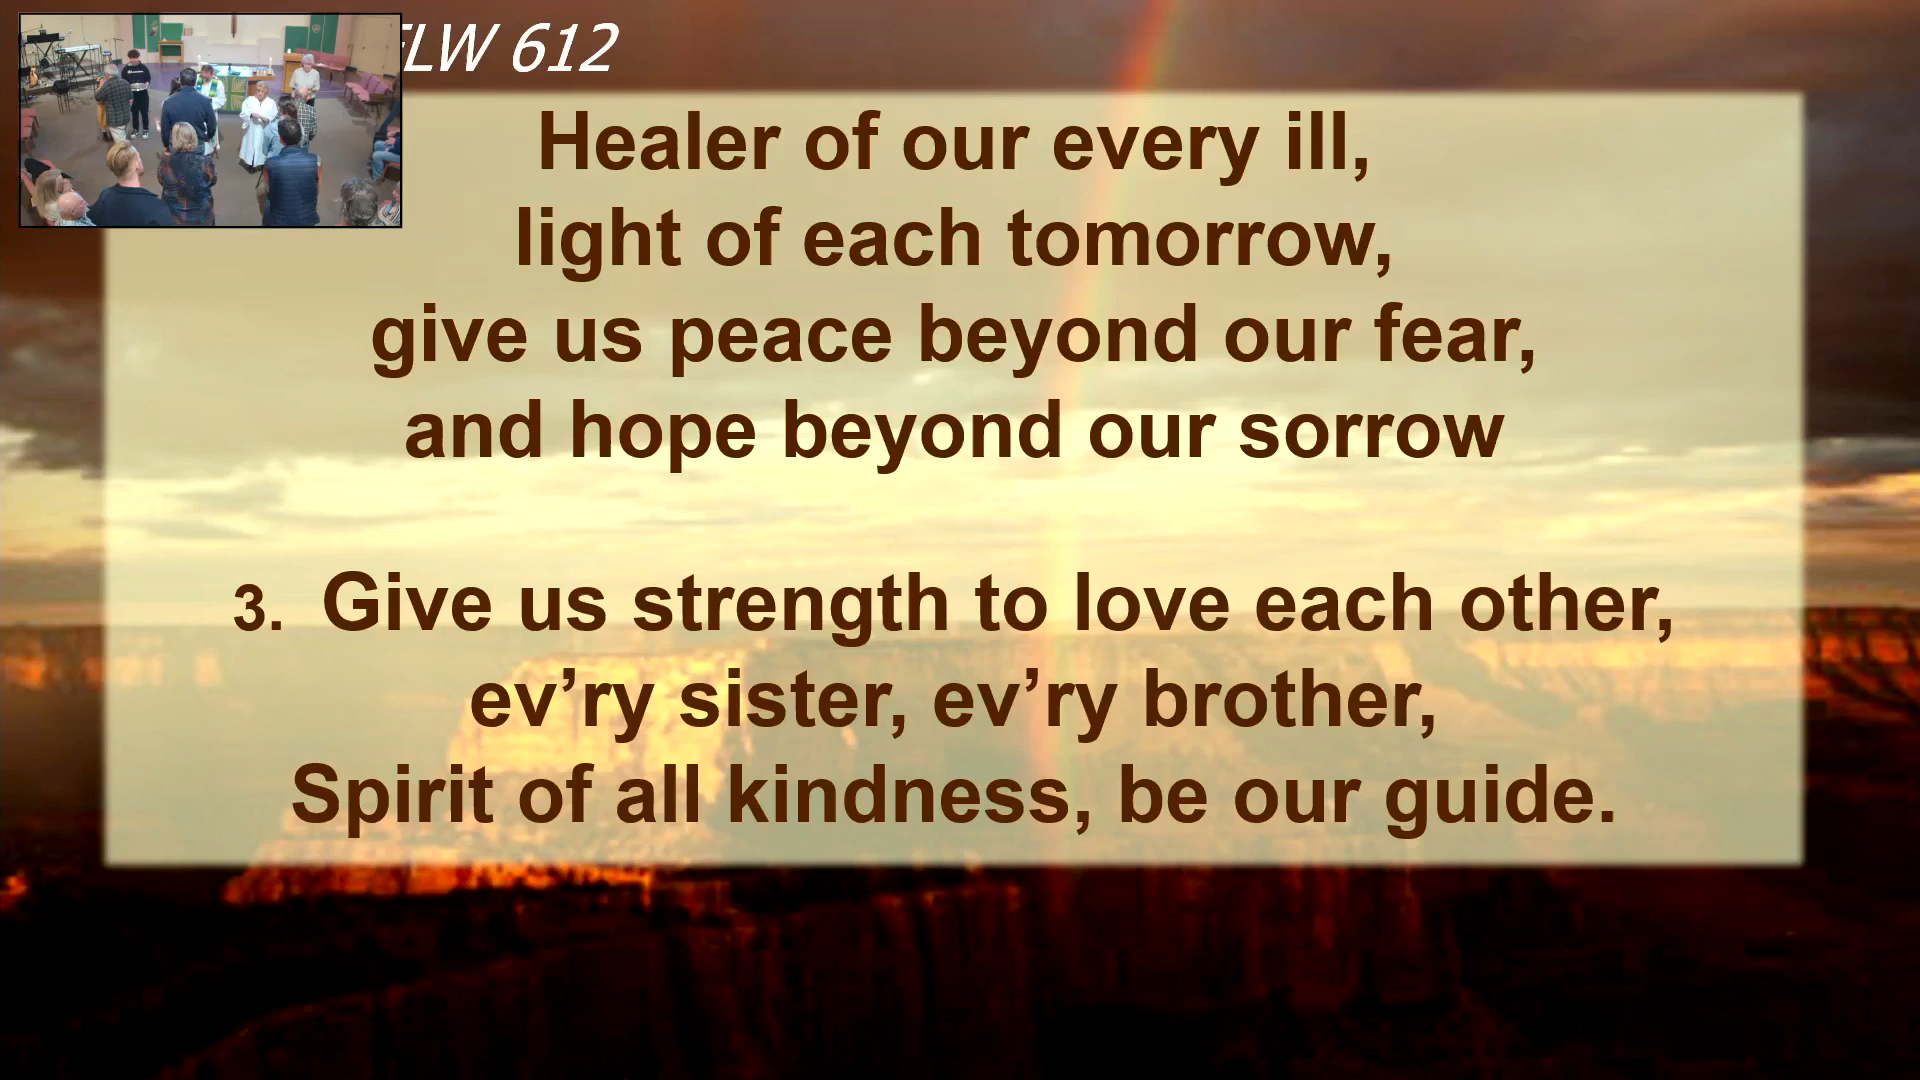 LW 612
Healer of our every ill,
light of each tomorrow,
give us peace beyond our fear,
and hope beyond our sorrow
3. Give us strength to love each other,
ev’ry sister, ev’ry brother,
Spirit of all kindness, be our guide.